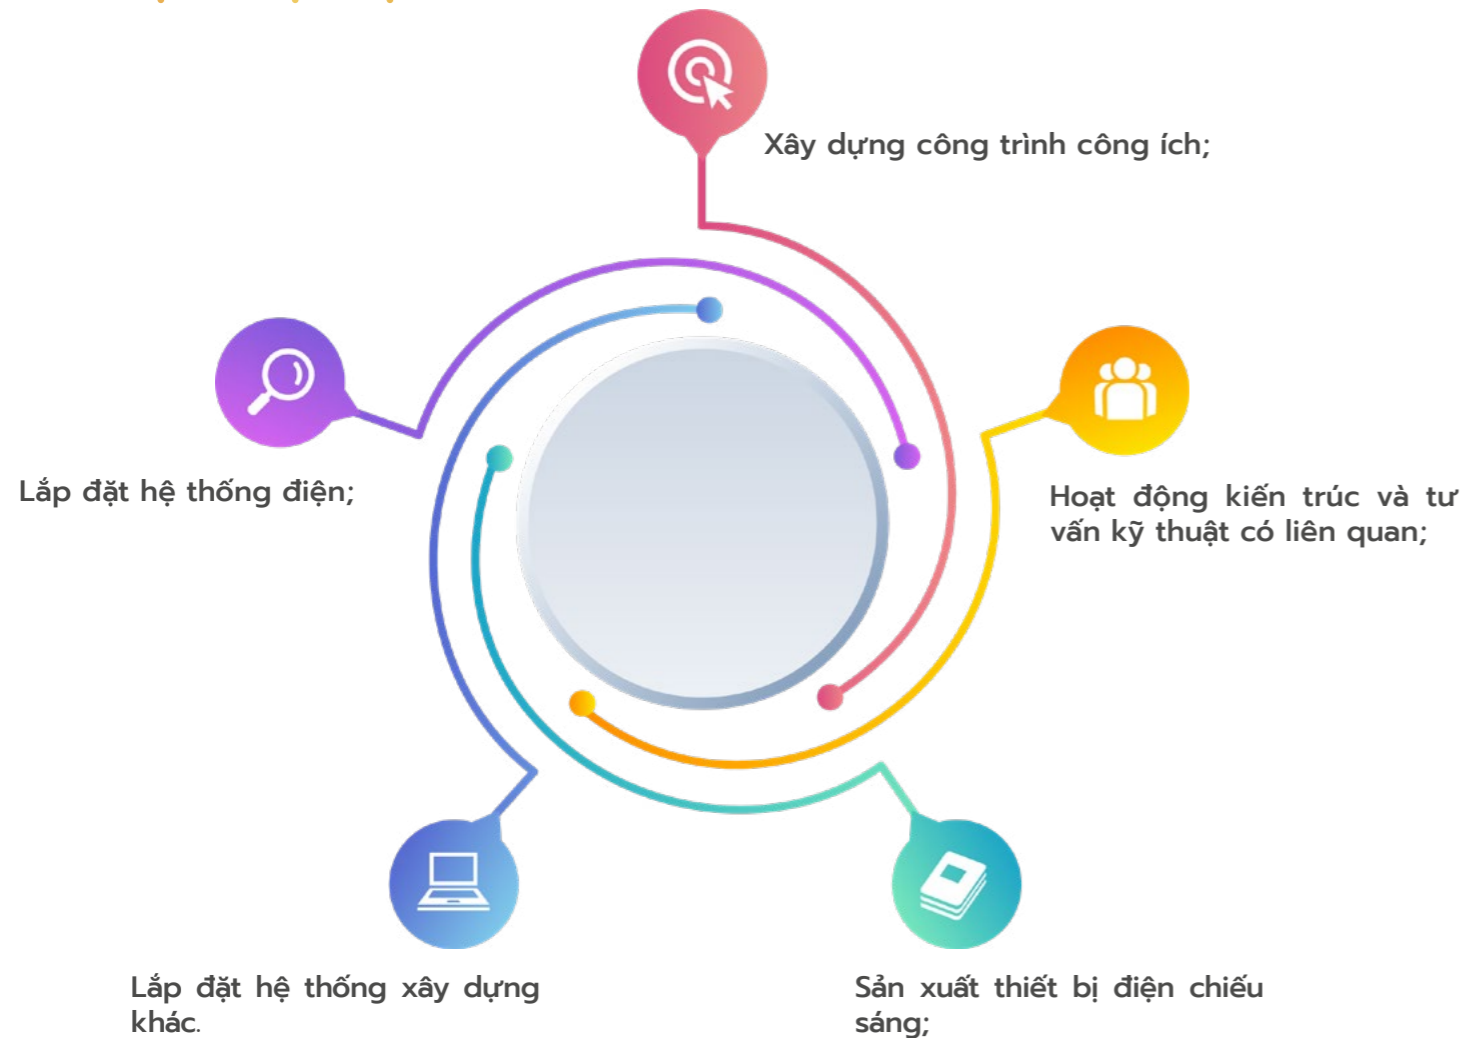 Xây dựng công trình công ích;
Lắp đặt hệ thống điện;
Hoạt động kiến trúc và tư
vấn kỹ thuật có liên quan;
Lắp đặt hệ thống xây dựng
khác.
Sản xuất thiết bị điện chiếu
sáng;